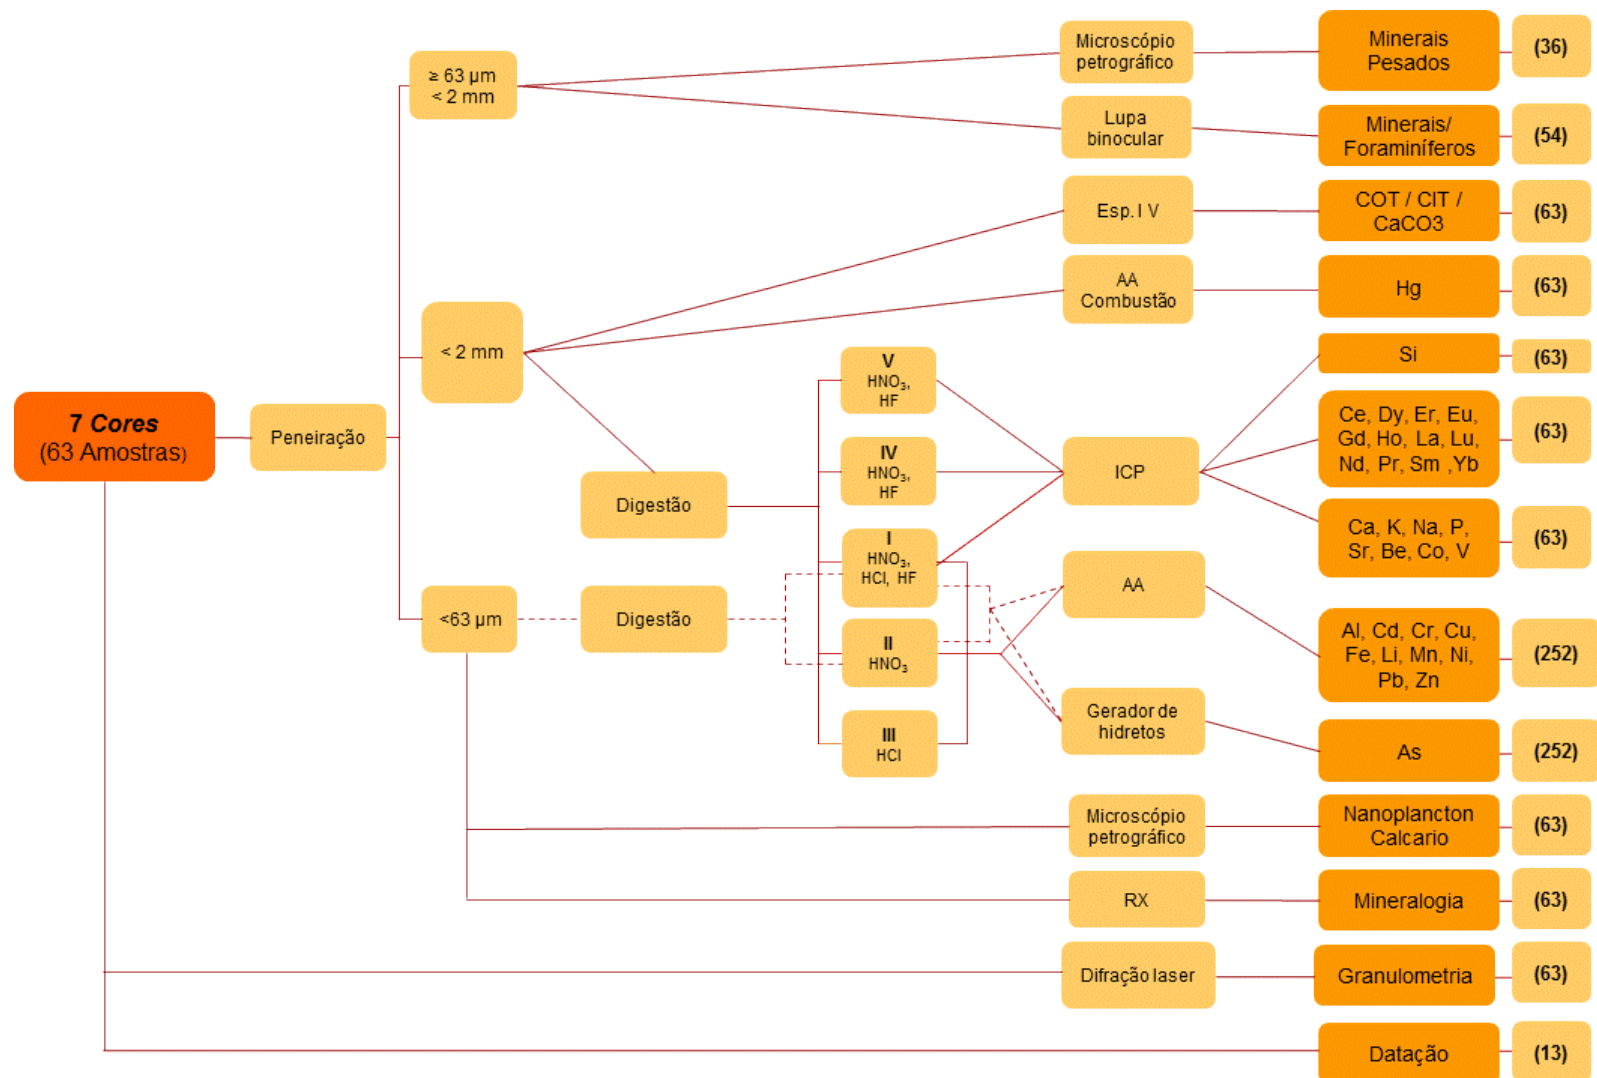 ≥ 63 µm
< 2 mm
Microscópio
petrográfico
Minerais
Pesados
(36)
Lupa
binocular
Minerais/
Foraminíferos
(54)
Esp. I V
COT / CIT /
CaCO3
(63)
< 2 mm
AA
Combustão
Hg
(63)
7 Cores
(63 Amostras)
Peneiração
Digestão
V
HNO₃,
HF
IV
HNO₃,
HF
I
HNO₃,
HCl, HF
II
HNO₃
III
HCl
ICP
Si
(63)
Ce, Dy, Er, Eu,
Gd, Ho, La, Lu,
Nd, Pr, Sm ,Yb
(63)
Ca, K, Na, P,
Sr, Be, Co, V
(63)
<63 µm
Digestão
AA
Al, Cd, Cr, Cu,
Fe, Li, Mn, Ni,
Pb, Zn
(252)
Gerador de
hidretos
As
(252)
Microscópio
petrográfico
Nanoplancton
Calcario
(63)
RX
Mineralogia
(63)
Difração laser
Granulometria
(63)
Datação
(13)